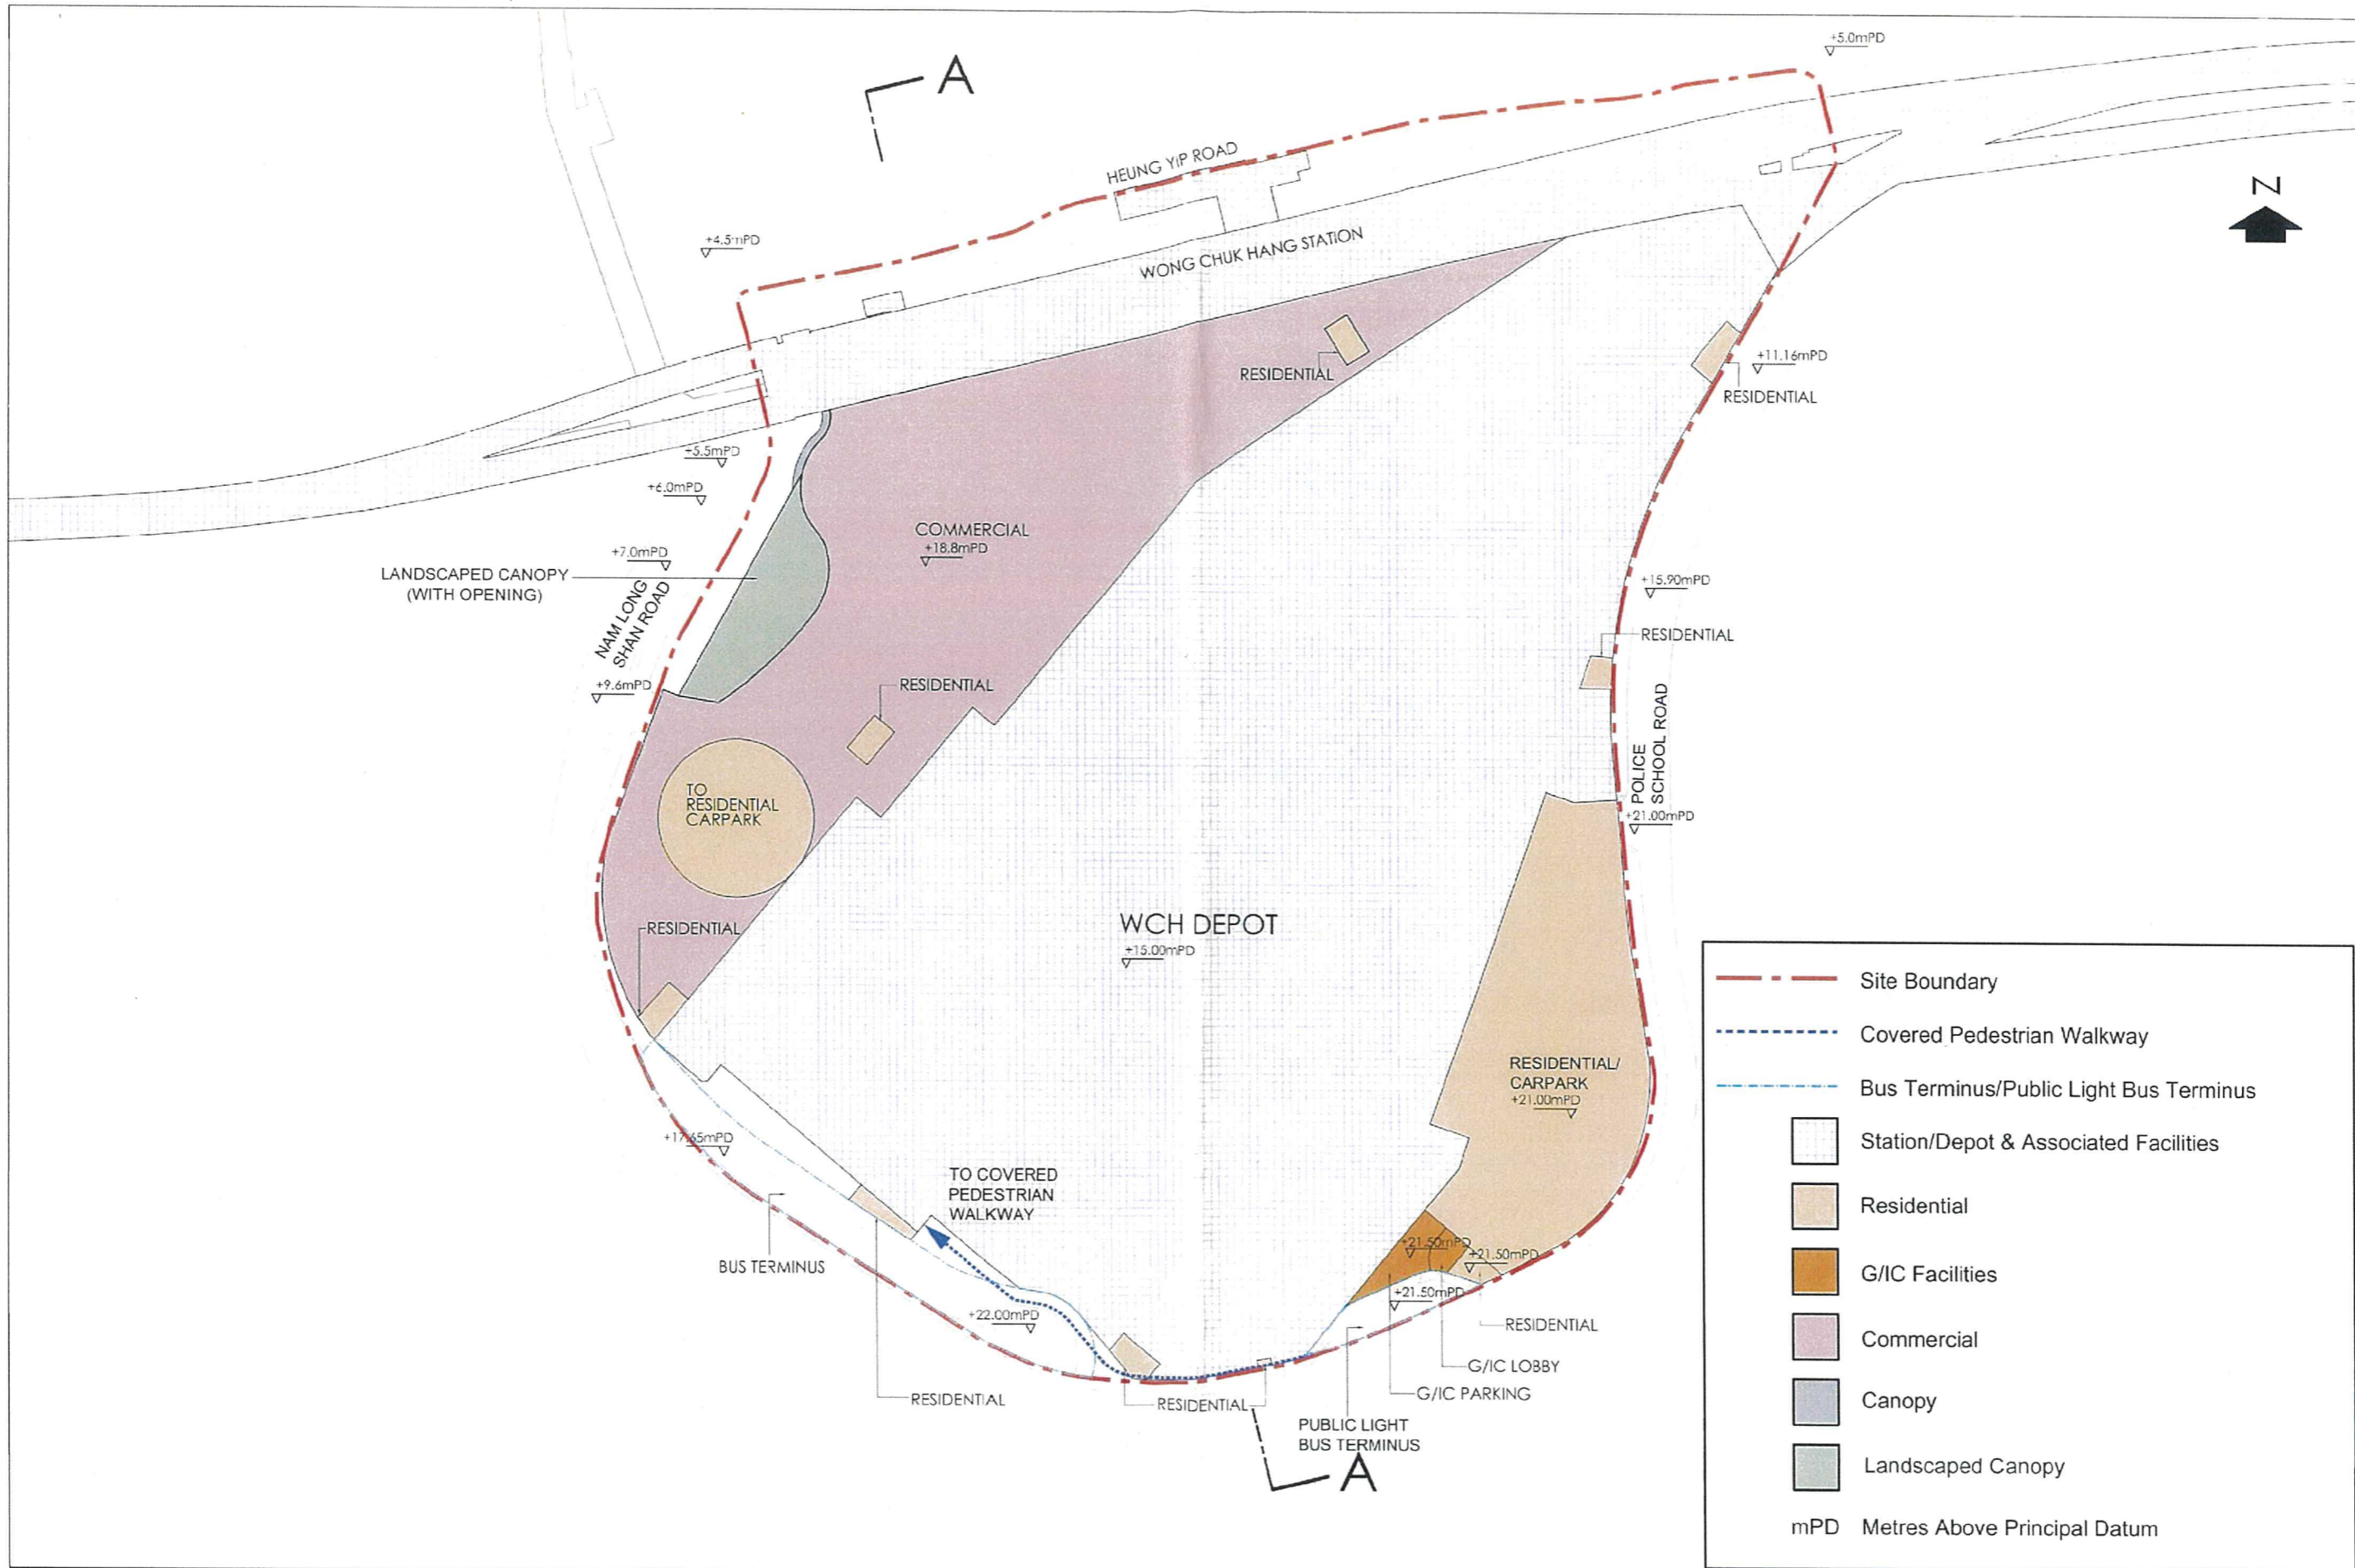 +5.0mPD
A
HEUNG YIP ROAD
N
+4.5mPD
WONG CHUK HANG STATION
RESIDENTIAL
+11.16mPD
RESIDENTIAL
+5.5mPD
+6.0mPD
COMMERCIAL
+18.8mPD
+7.0mPD
LANDSCAPED CANOPY
(WITH OPENING)
NAM LONG
SHAN ROAD
+15.90mPD
RESIDENTIAL
+9.6mPD
RESIDENTIAL
POLICE
SCHOOL ROAD
+21.00mPD
TO
RESIDENTIAL
CARPARK
RESIDENTIAL
WCH DEPOT
+15.00mPD
RESIDENTIAL/
CARPARK
+21.00mPD
+17.65mPD
TO COVERED
PEDESTRIAN
WALKWAY
BUS TERMINUS
+21.50mPD
+21.50mPD
+21.50mPD
+22.00mPD
RESIDENTIAL
G/IC LOBBY
G/IC PARKING
RESIDENTIAL
RESIDENTIAL
PUBLIC LIGHT
BUS TERMINUS
A
Site Boundary
Covered Pedestrian Walkway
Bus Terminus/Public Light Bus Terminus
Station/Depot & Associated Facilities
Residential
G/IC Facilities
Commercial
Canopy
Landscaped Canopy
mPD Metres Above Principal Datum